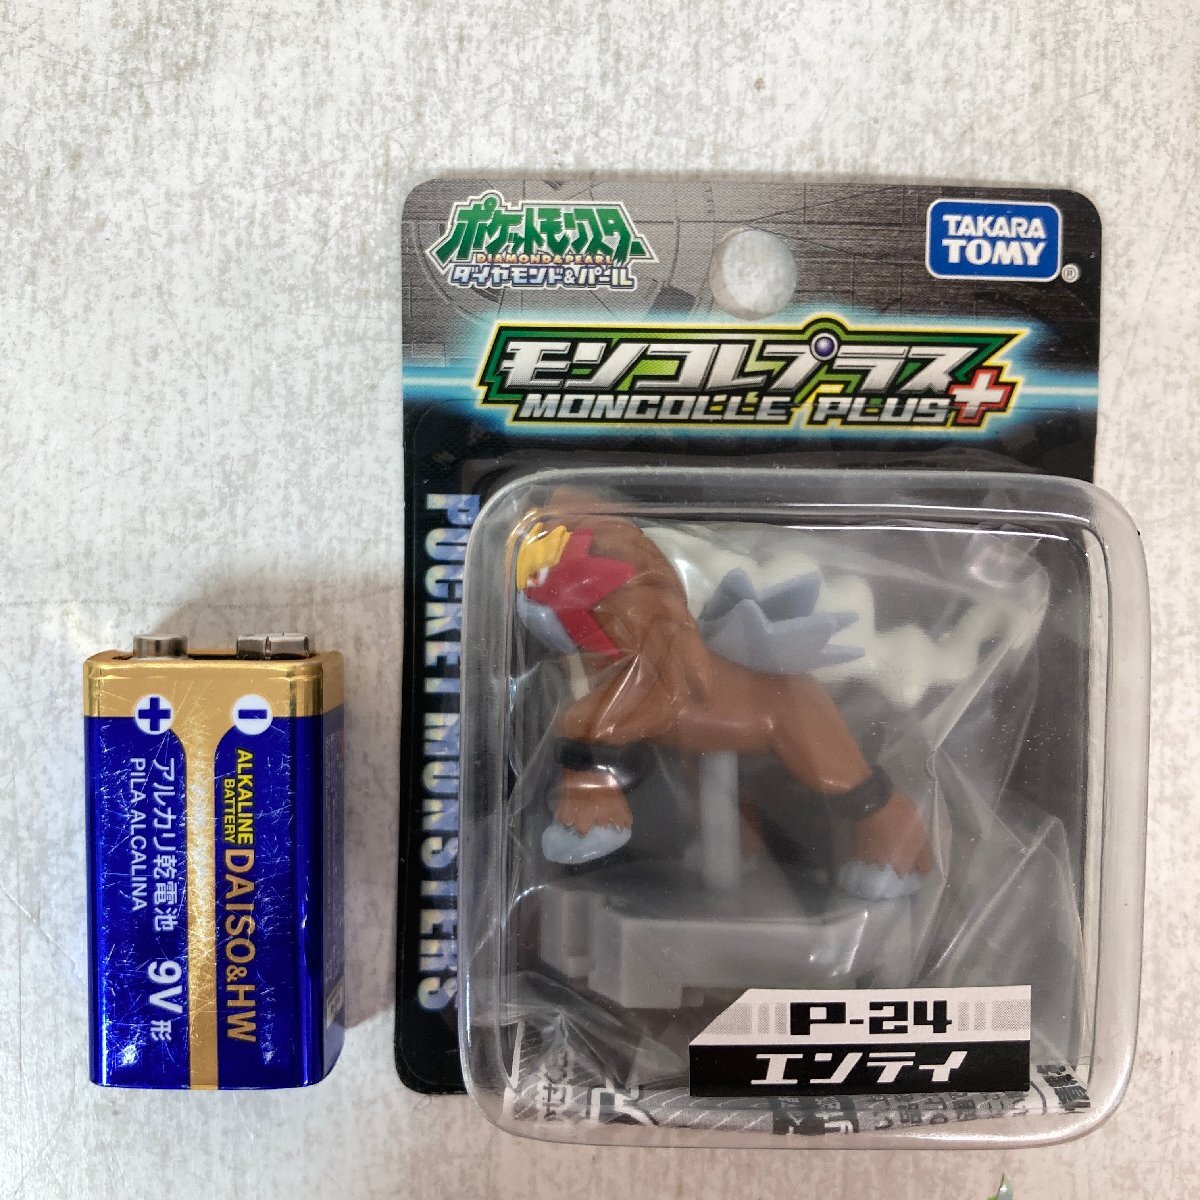 ポケットモンスター
DIAMOND & PEARL
ダイヤモンド&パール
TAKARA
TOMY
®
モンコレプラス
MONCOLLE PLUS+
POCKET MONSTERS
P-24
エンテイ
ALKALINE
BATTERY
DAISO&HW
アルカリ乾電池 9V形
PILA ALCALINA